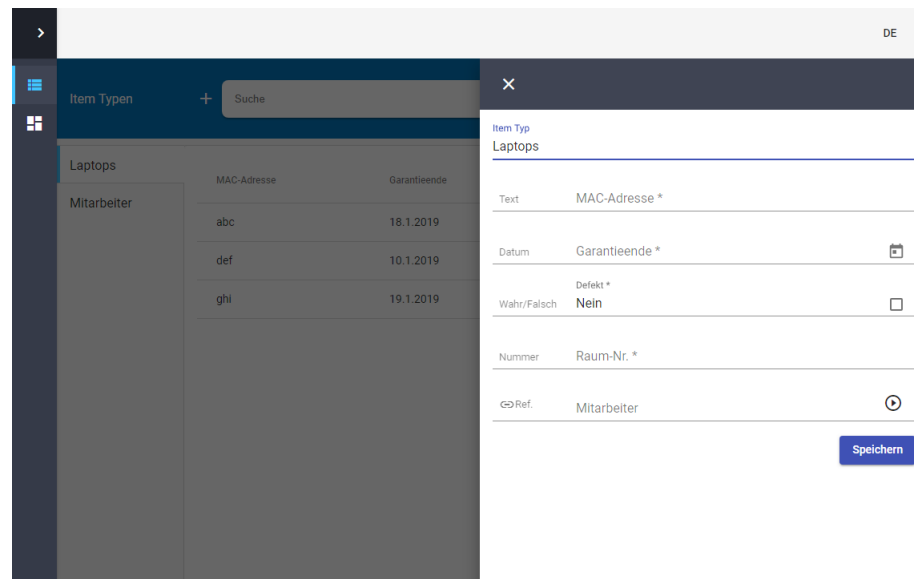 DE
Item Typen
+ Suche
Laptops
Mitarbeiter
MAC-Adresse Garantieende
abc 18.1.2019
def 10.1.2019
ghi 19.1.2019
Item Typ
Laptops
Text MAC-Adresse *
Datum Garantieende *
Defekt *
Wahr/Falsch Nein
Nummer Raum-Nr. *
Ref. Mitarbeiter
Speichern